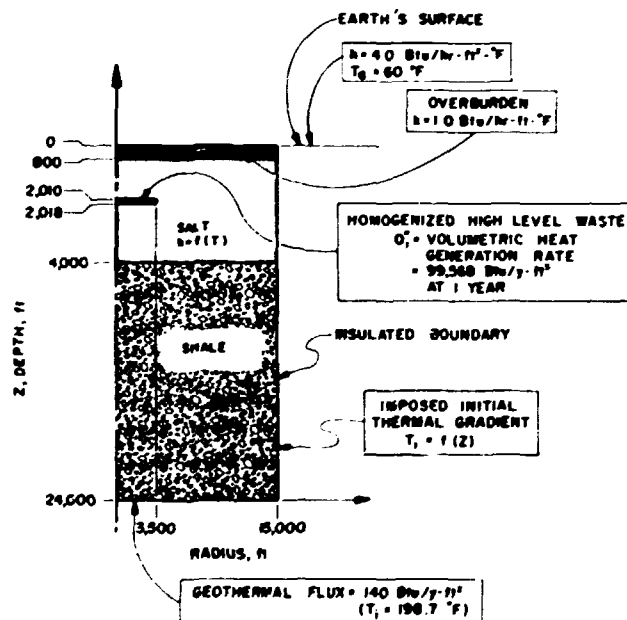 EARTH'S SURFACE
h = 4.0 Btu/hr-ft²-°F
T₀ = 60 °F
OVERBURDEN
k = 1.0 Btu/hr-ft-°F
0
800
2,010
2,018
SALT
k = f(T)
4,000
HOMOGENIZED HIGH LEVEL WASTE
= VOLUMETRIC HEAT
GENERATION RATE
= 99,568 Btu/y-ft³
AT 1 YEAR
Z, DEPTH, ft
SHALE
INSULATED BOUNDARY
IMPOSED INITIAL
THERMAL GRADIENT
Tᵢ = f(Z)
24,000
3,500
15,000
RADIUS, ft
GEOTHERMAL FLUX = 140 Btu/y-ft²
(Tᵢ = 198.7 °F)